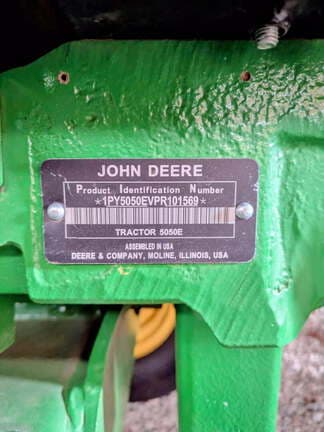 JOHN DEERE
Product Identification Number
*1PY5050EVPR101569*
TRACTOR 5050E
ASSEMBLED IN USA
DEERE & COMPANY, MOLINE, ILLINOIS, USA